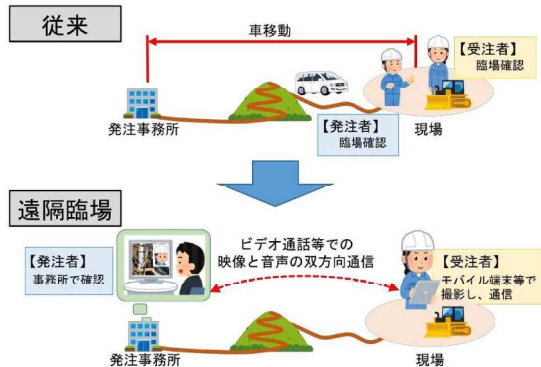 従来
車移動
【受注者】
臨場確認
発注事務所
【発注者】
臨場確認
現場
遠隔臨場
【発注者】
事務所で確認
ビデオ通話等での
映像と音声の双方向通信
【受注者】
モバイル端末等で
撮影し、通信
発注事務所
現場